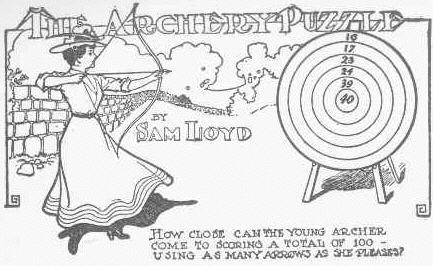 THE ARCHERY PUZZLE
16
17
23
24
39
40
BY
SAM LOYD
HOW CLOSE CAN THE YOUNG ARCHER
COME TO SCORING A TOTAL OF 100 -
USING AS MANY ARROWS AS SHE PLEASES?